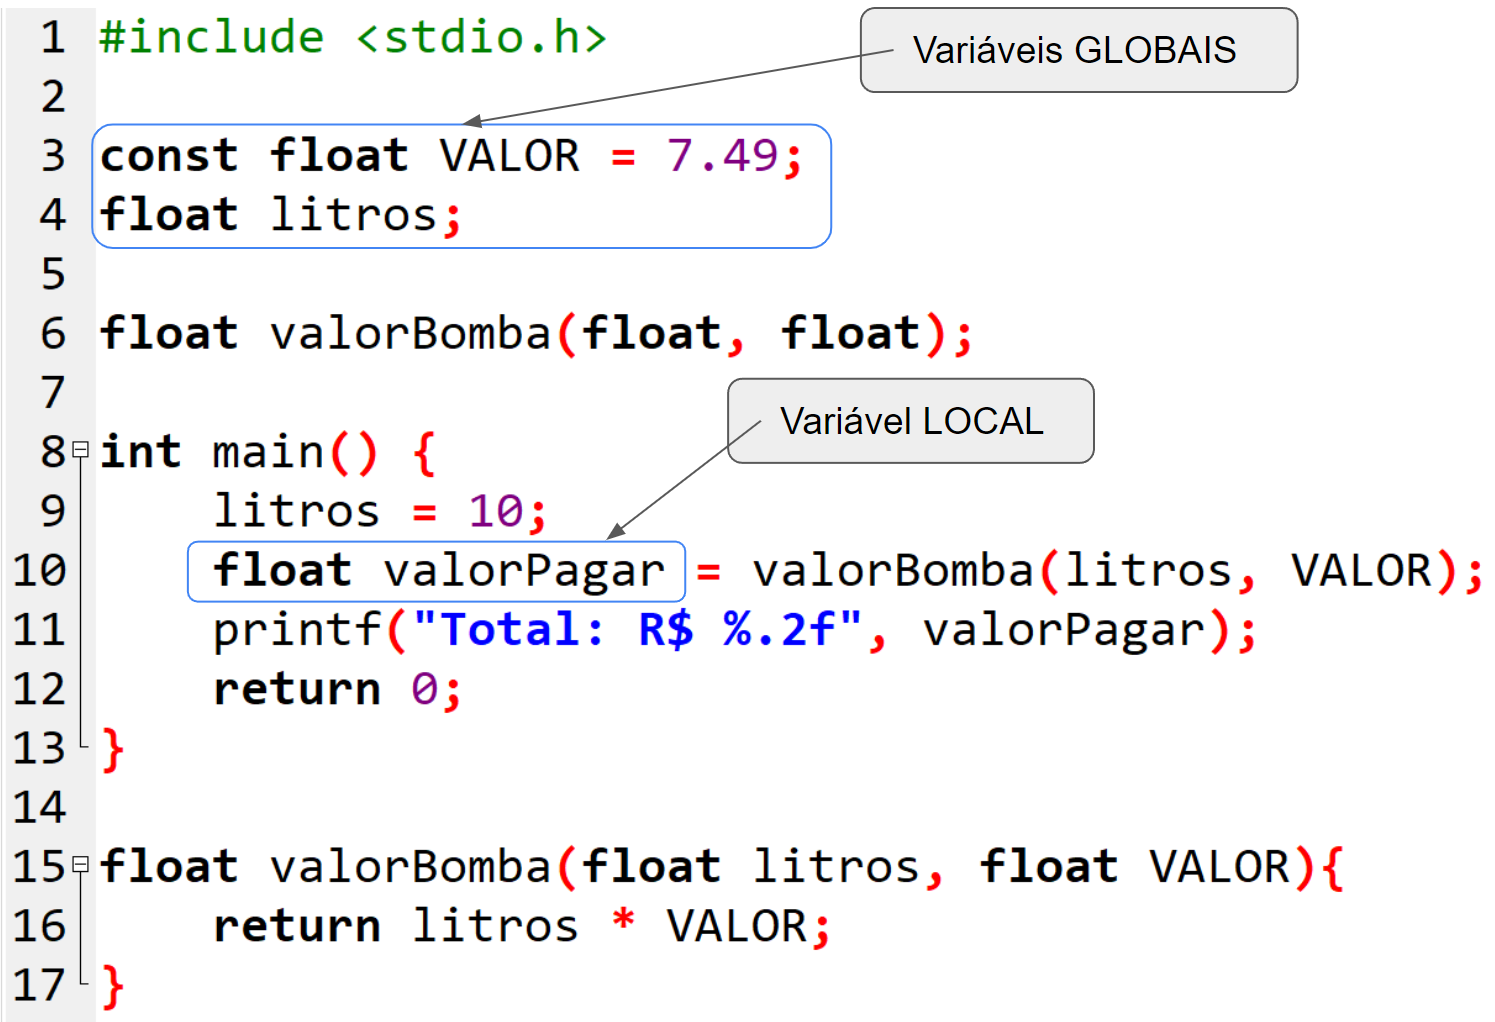 Variáveis GLOBAIS
1 #include <stdio.h>
2
3 const float VALOR = 7.49;
4 float litros;
5
6 float valorBomba(float, float);
7
Variável LOCAL
8 int main() {
9 litros = 10;
10 float valorPagar = valorBomba(litros, VALOR);
11 printf("Total: R$ %.2f", valorPagar);
12 return 0;
13 }
14
15 float valorBomba(float litros, float VALOR){
16 return litros * VALOR;
17 }